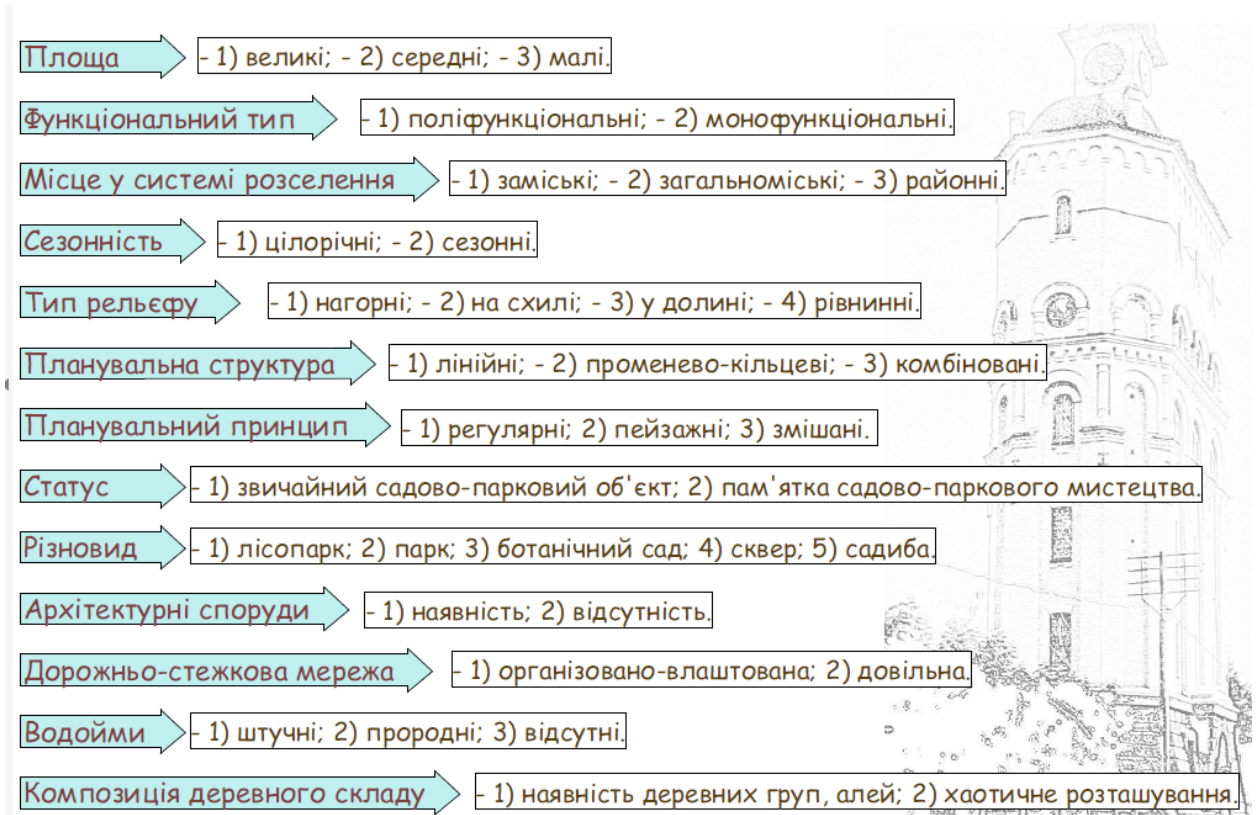 Площа - 1) великі; - 2) середні; - 3) малі.
Функціональний тип - 1) поліфункціональні; - 2) монофункціональні.
Місце у системі розселення - 1) заміські; - 2) загальноміські; - 3) районні.
Сезонність - 1) цілорічні; - 2) сезонні.
Тип рельєфу - 1) нагорні; - 2) на схилі; - 3) у долині; - 4) рівнинні.
Планувальна структура - 1) лінійні; - 2) променево-кільцеві; - 3) комбіновані.
Планувальний принцип - 1) регулярні; 2) пейзажні; 3) змішані.
Статус - 1) звичайний садово-парковий об'єкт; 2) пам'ятка садово-паркового мистецтва.
Різновид - 1) лісопарк; 2) парк; 3) ботанічний сад; 4) сквер; 5) садиба.
Архітектурні споруди - 1) наявність; 2) відсутність.
Дорожньо-стежкова мережа - 1) організовано-влаштована; 2) довільна.
Водойми - 1) штучні; 2) прородні; 3) відсутні.
Композиція деревного складу - 1) наявність деревних груп, алей; 2) хаотичне розташування.